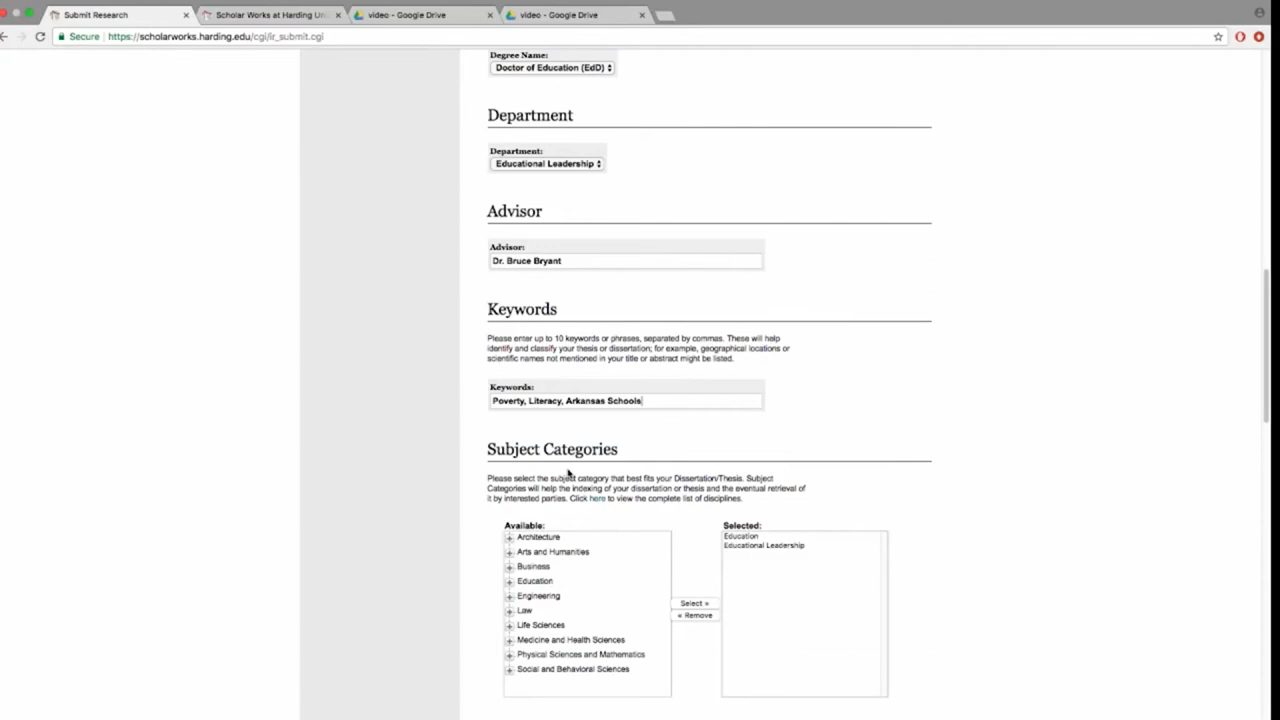 Submit Research
Scholar Works at Harding Uni
video - Google Drive
video - Google Drive
Secure
https://scholarworks.harding.edu/cgi/ir_submit.cgi
Degree Name:
Doctor of Education (EdD)
Department
Department:
Educational Leadership
Advisor
Advisor:
Dr. Bruce Bryant
Keywords
Please enter up to 10 keywords or phrases, separated by commas. These will help
identify and classify your thesis or dissertation; for example, geographical locations or
scientific names not mentioned in your title or abstract might be listed.
Keywords:
Poverty, Literacy, Arkansas Schools
Subject Categories
Please select the subject category that best fits your Dissertation/Thesis. Subject
Categories will help the indexing of your dissertation or thesis and the eventual retrieval of
it by interested parties. Click here to view the complete list of disciplines.
Available:
Architecture
Arts and Humanities
Business
Education
Engineering
Law
Life Sciences
Medicine and Health Sciences
Physical Sciences and Mathematics
Social and Behavioral Sciences
Select »
« Remove
Selected:
Education
Educational Leadership